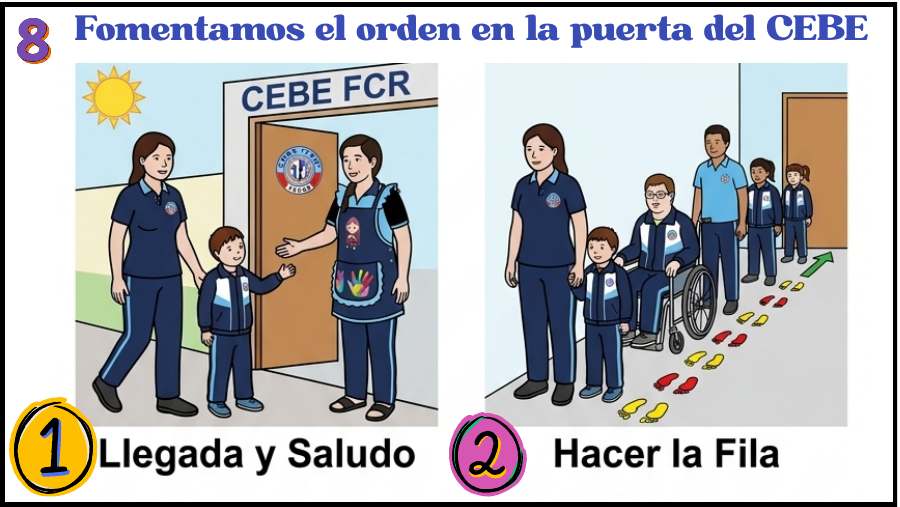 8 Fomentamos el orden en la puerta del CEBE
CEBE FCR
1 Llegada y Saludo
2 Hacer la Fila